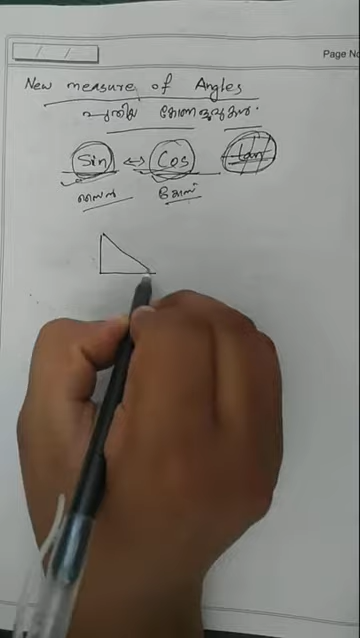 Page No
New measure of Angles
പുതിയ കോണളവുകൾ
Sin ↔ Cos tan
സൈൻ കോസ്